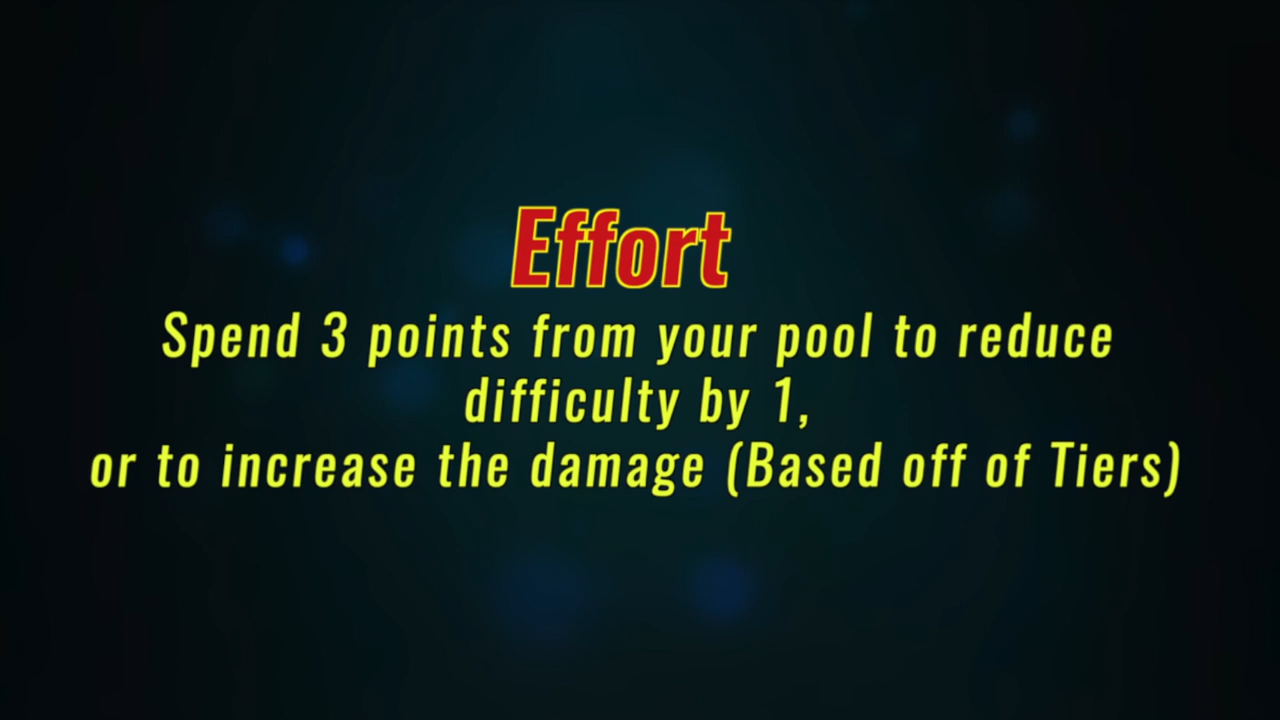 Effort
Spend 3 points from your pool to reduce
difficulty by 1,
or to increase the damage (Based off of Tiers)